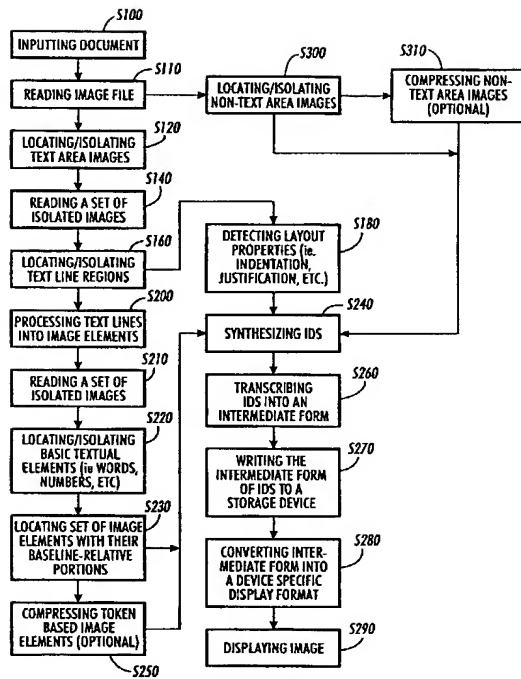 S100
INPUTTING DOCUMENT
S110
READING IMAGE FILE
S120
LOCATING/ISOLATING
TEXT AREA IMAGES
S140
READING A SET OF
ISOLATED IMAGES
S160
LOCATING/ISOLATING
TEXT LINE REGIONS
S200
PROCESSING TEXT LINES
INTO IMAGE ELEMENTS
S210
READING A SET OF
ISOLATED IMAGES
S220
LOCATING/ISOLATING
BASIC TEXTUAL
ELEMENTS (ie WORDS,
NUMBERS, ETC)
S230
LOCATING SET OF IMAGE
ELEMENTS WITH THEIR
BASELINE-RELATIVE
PORTIONS
COMPRESSING TOKEN
BASED IMAGE
ELEMENTS (OPTIONAL)
S250
S300
LOCATING/ISOLATING
NON-TEXT AREA IMAGES
S310
COMPRESSING NON-
TEXT AREA IMAGES
(OPTIONAL)
S180
DETECTING LAYOUT
PROPERTIES (ie.
INDENTATION,
JUSTIFICATION, ETC.)
S240
SYNTHESIZING IDS
S260
TRANSCRIBING
IDS INTO AN
INTERMEDIATE FORM
S270
WRITING THE
INTERMEDIATE FORM
OF IDS TO A
STORAGE DEVICE
S280
CONVERTING INTER-
MEDIATE FORM INTO
A DEVICE SPECIFIC
DISPLAY FORMAT
S290
DISPLAYING IMAGE